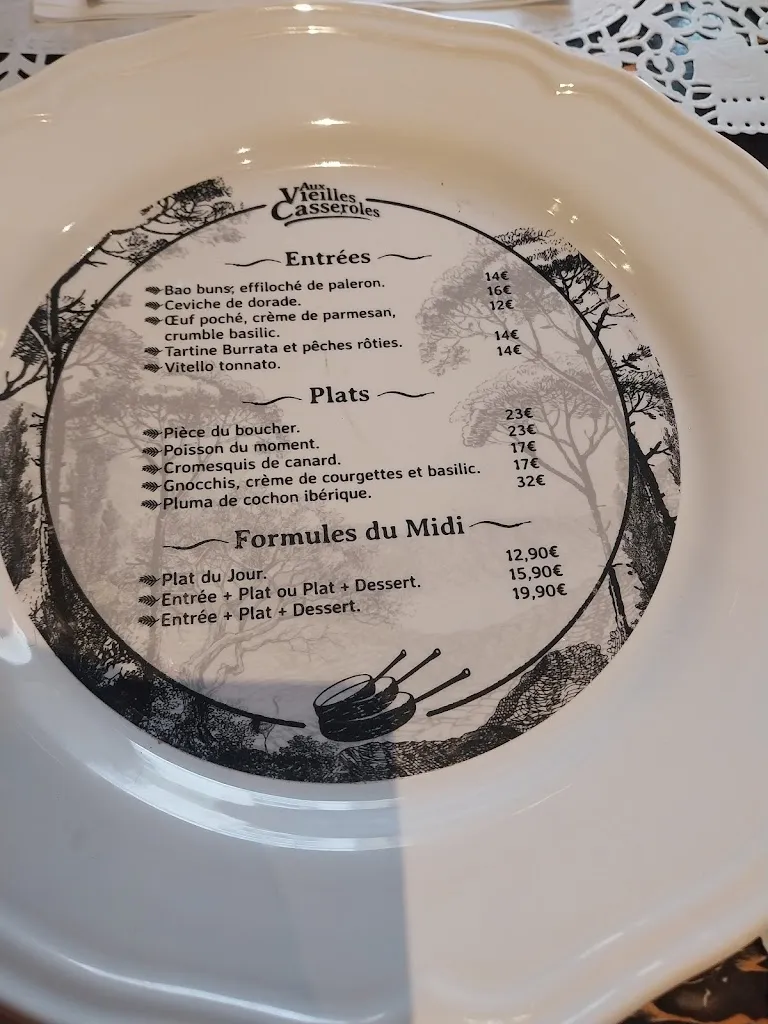 Aux
Vieilles
Casseroles
Entrées
Bao buns, effiloché de paleron. 14€
Ceviche de dorade. 16€
Œuf poché, crème de parmesan, 12€
crumble basilic.
Tartine Burrata et pêches rôties. 14€
Vitello tonnato. 14€
Plats
Pièce du boucher. 23€
Poisson du moment. 23€
Cromesquis de canard. 17€
Gnocchis, crème de courgettes et basilic. 17€
Pluma de cochon ibérique. 32€
Formules du Midi
Plat du Jour. 12,90€
Entrée + Plat ou Plat + Dessert. 15,90€
Entrée + Plat + Dessert. 19,90€